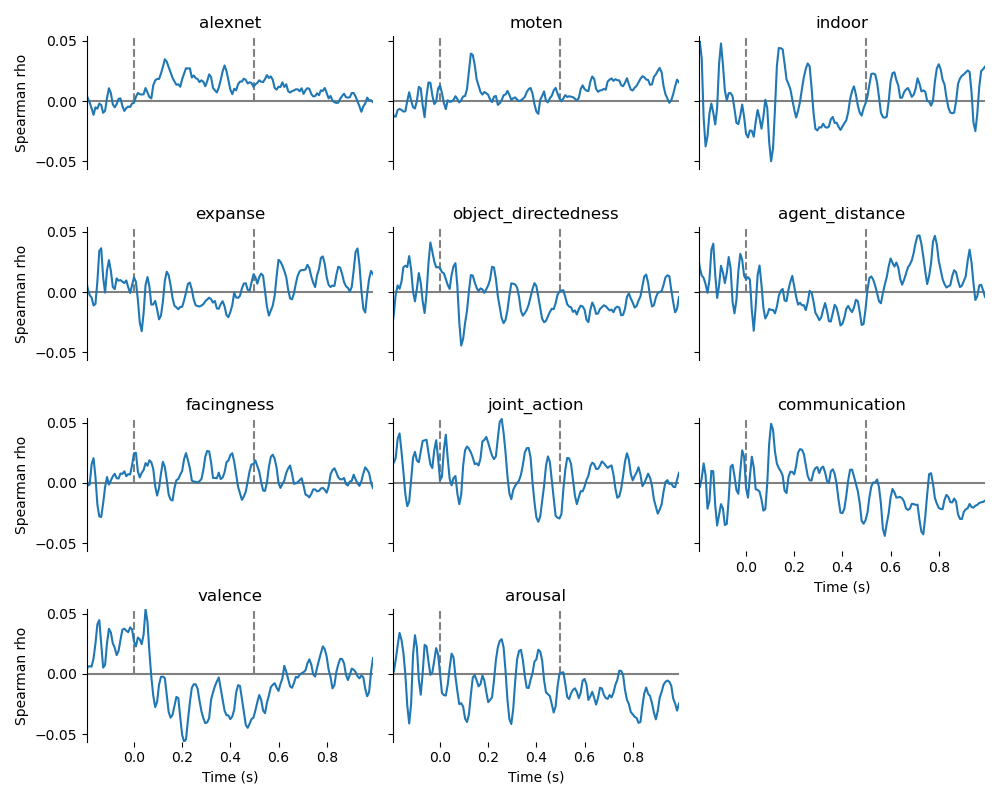 alexnet
moten
indoor
Spearman rho
0.05
0.00
−0.05
expanse
object_directedness
agent_distance
Spearman rho
0.05
0.00
−0.05
facingness
joint_action
communication
Spearman rho
0.05
0.00
−0.05
0.0 0.2 0.4 0.6 0.8
Time (s)
valence
arousal
Spearman rho
0.05
0.00
−0.05
0.0 0.2 0.4 0.6 0.8
Time (s)
0.0 0.2 0.4 0.6 0.8
Time (s)